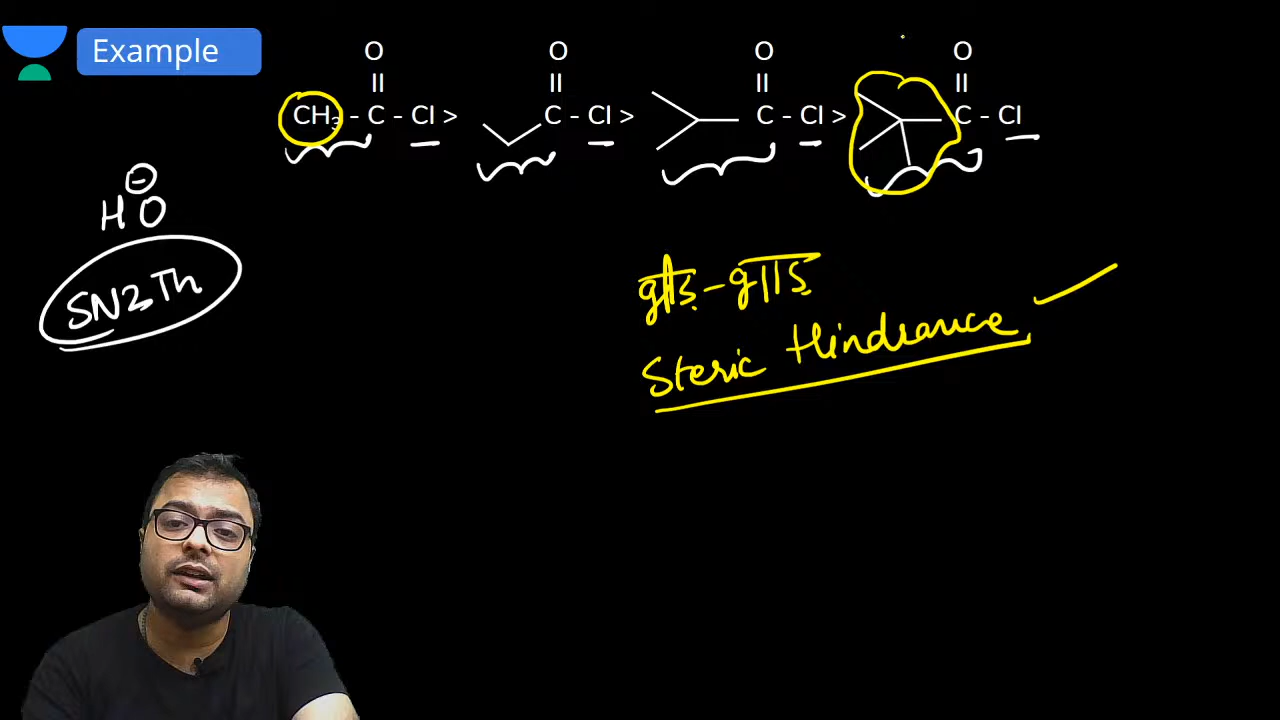 Example
O O O O
|| || || ||
CH₃ - C - Cl > C - Cl > C - Cl > C - Cl
⊖
HO
SN2Th
Steric Hindrance ✓